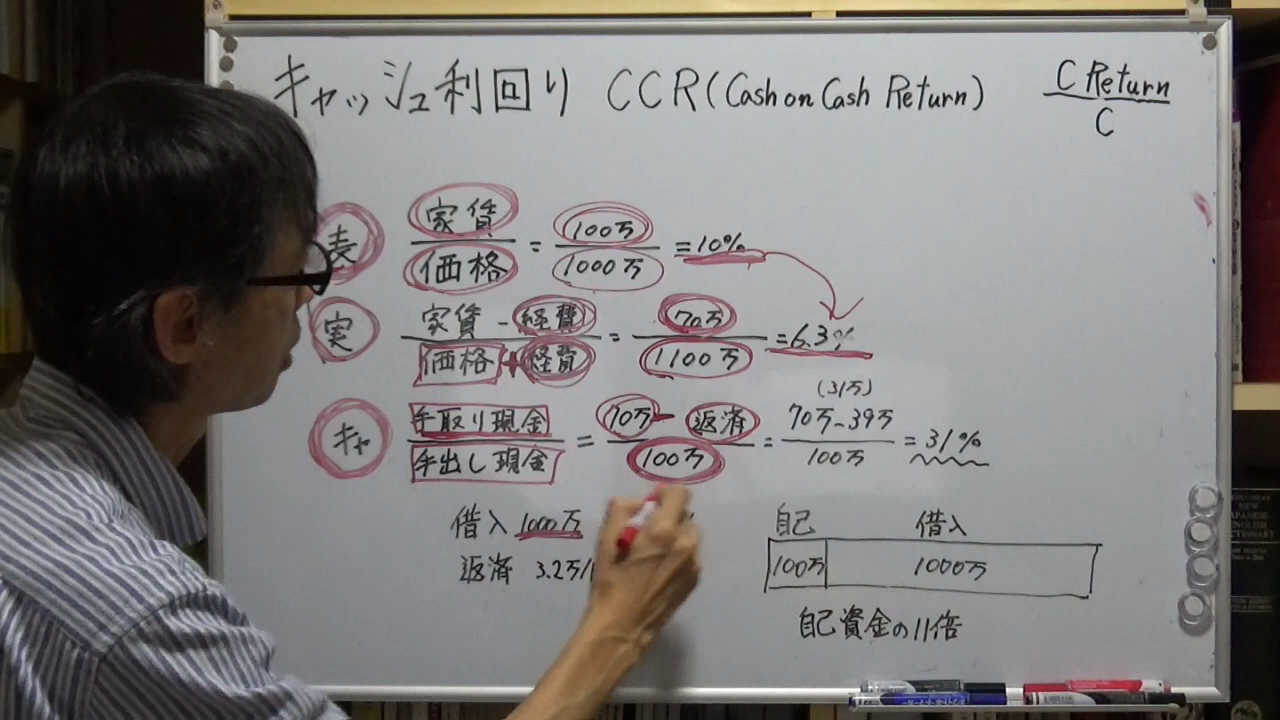 キャッシュ利回り CCR(Cash on Cash Return) C Return
C
表 家賃 = 100万 = 10%
価格 1000万
実 家賃 - 経費 = 70万 = 6.3%
価格 + 経費 1100万
(31万)
キャ 手取り現金 = 70万 - 返済 = 70万-39万 = 31%
手出し現金 100万 100万
借入 1000万
自己 借入
返済 3.2万/
100万 1000万
自己資金の11倍